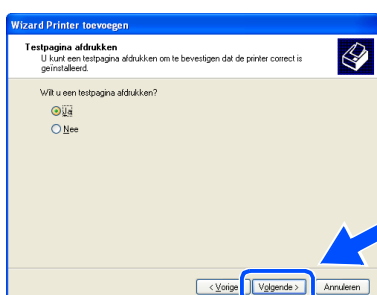 Wizard Printer toevoegen
Testpagina afdrukken
U kunt een testpagina afdrukken om te bevestigen dat de printer correct is
geïnstalleerd.
Wilt u een testpagina afdrukken?
Ja
Nee
< Vorige Volgende > Annuleren